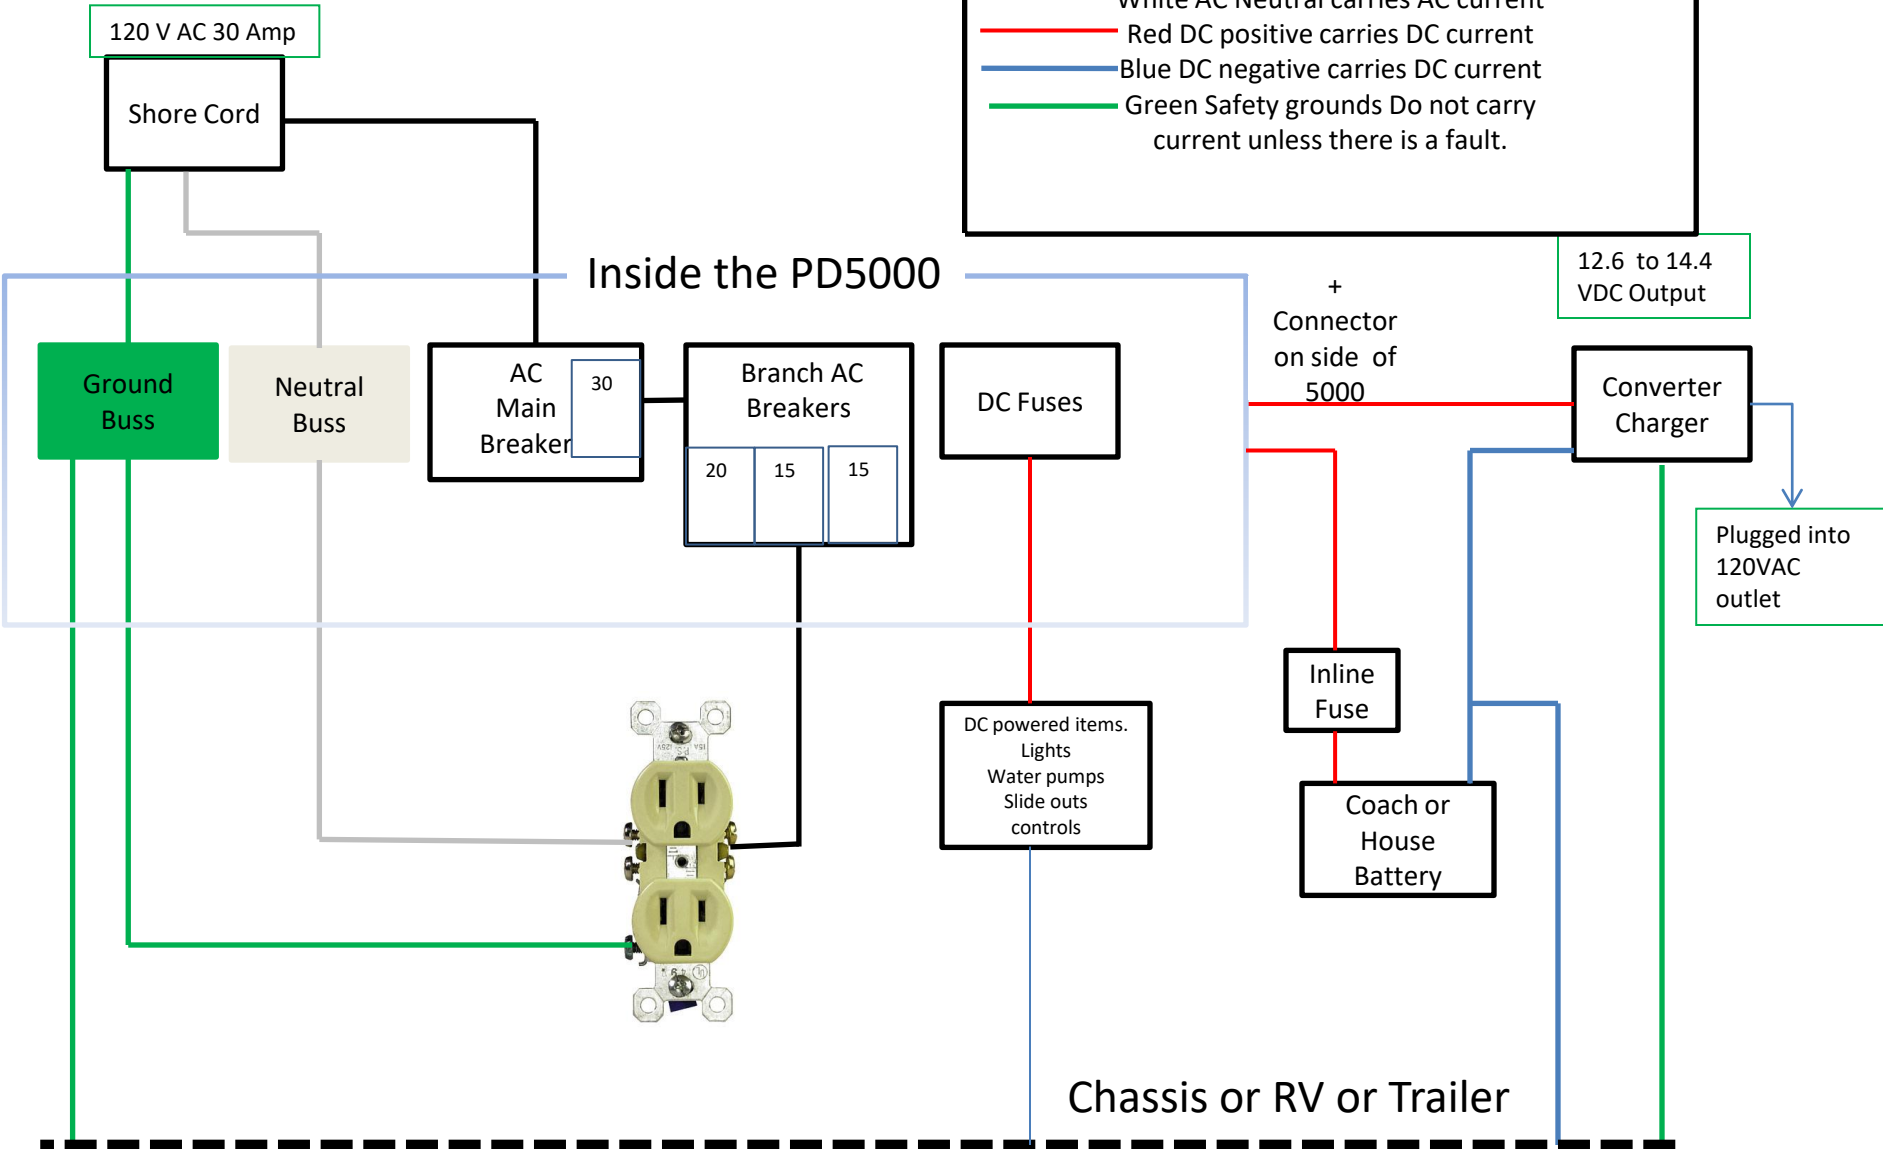 White AC Neutral carries AC current
Red DC positive carries DC current
Blue DC negative carries DC current
Green Safety grounds Do not carry
current unless there is a fault.
120 V AC 30 Amp
Shore Cord
Inside the PD5000
12.6 to 14.4
VDC Output
+
Connector
on side of
5000
Ground
Buss
Neutral
Buss
AC
Main
Breaker
30
Branch AC
Breakers
20
15
15
DC Fuses
Converter
Charger
Plugged into
120VAC
outlet
Inline
Fuse
DC powered items.
Lights
Water pumps
Slide outs
controls
Coach or
House
Battery
Chassis or RV or Trailer